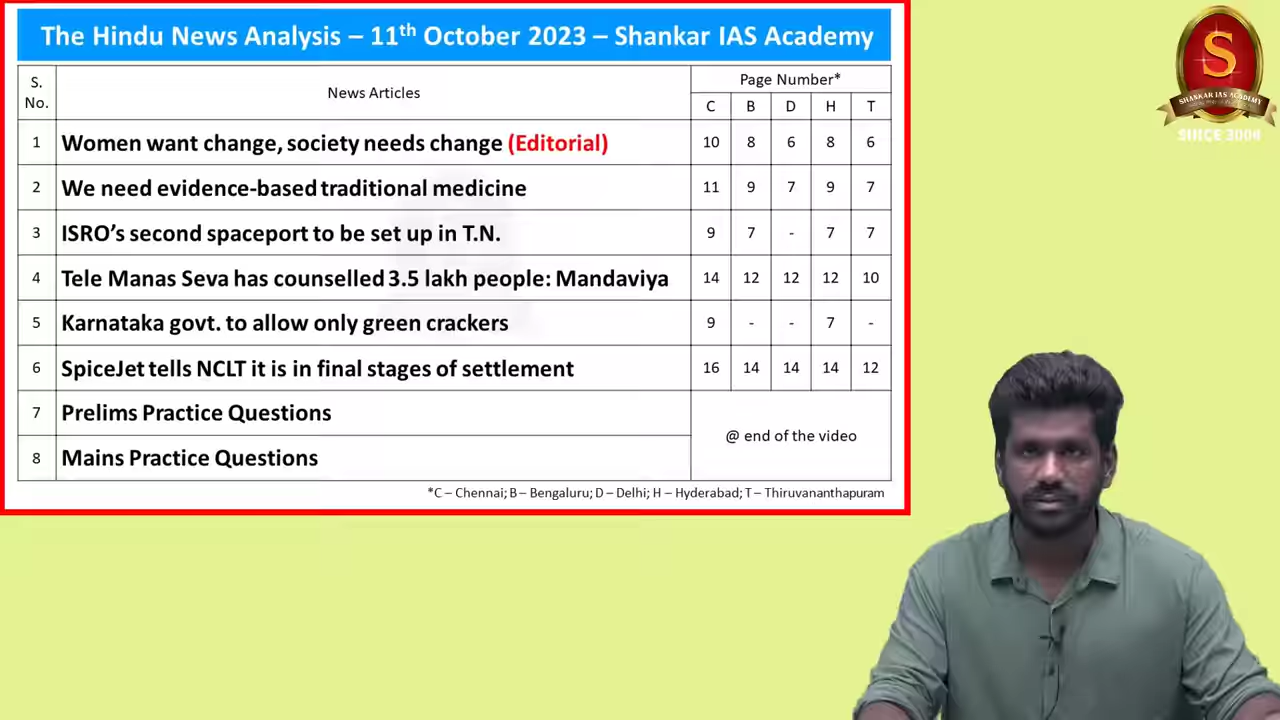 The Hindu News Analysis – 11th October 2023 – Shankar IAS Academy
S. No. News Articles Page Number*
C B D H T
1 Women want change, society needs change (Editorial) 10 8 6 8 6
2 We need evidence-based traditional medicine 11 9 7 9 7
3 ISRO's second spaceport to be set up in T.N. 9 7 - 7 7
4 Tele Manas Seva has counselled 3.5 lakh people: Mandaviya 14 12 12 12 10
5 Karnataka govt. to allow only green crackers 9 - - 7 -
6 SpiceJet tells NCLT it is in final stages of settlement 16 14 14 14 12
7 Prelims Practice Questions
@ end of the video
8 Mains Practice Questions
*C – Chennai; B – Bengaluru; D – Delhi; H – Hyderabad; T – Thiruvananthapuram
S
SHANKAR IAS ACADEMY
SINCE 2004